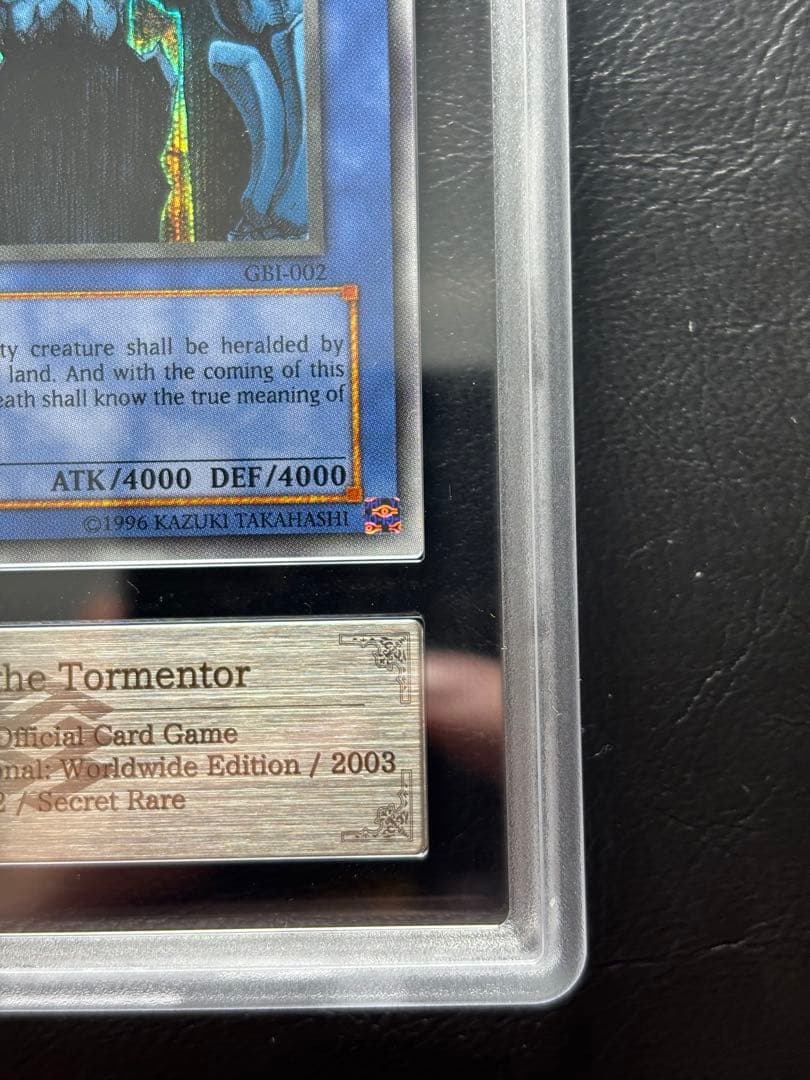 GBI-002
ty creature shall be heralded by
land. And with the coming of this
eath shall know the true meaning of
ATK/4000 DEF/4000
©1996 KAZUKI TAKAHASHI
the Tormentor
Official Card Game
onal: Worldwide Edition / 2003
2 / Secret Rare